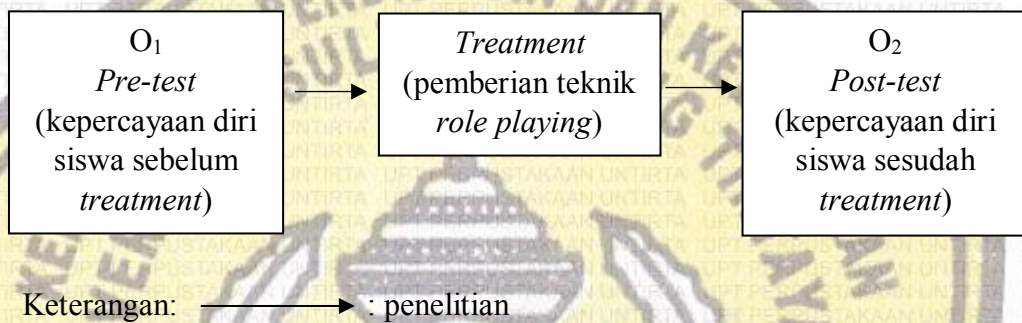 O₁
Pre-test
(kepercayaan diri
siswa sebelum
treatment)
Treatment
(pemberian teknik
role playing)
O₂
Post-test
(kepercayaan diri
siswa sesudah
treatment)
Keterangan: : penelitian